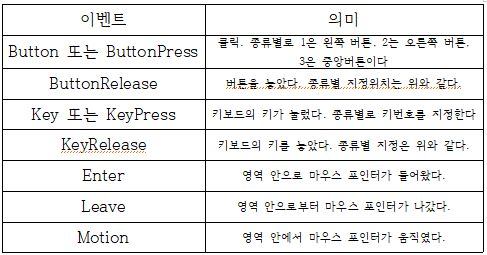 이벤트 의미
Button 또는 ButtonPress 클릭. 종류별로 1은 왼쪽 버튼, 2는 오른쪽 버튼,
3은 중앙버튼이다
ButtonRelease 버튼을 놓았다. 종류별 지정위치는 위와 같다.
Key 또는 KeyPress 키보드의 키가 눌렸다. 종류별로 키번호를 지정한다
KeyRelease 키보드의 키를 놓았다. 종류별 지정은 위와 같다.
Enter 영역 안으로 마우스 포인터가 들어왔다.
Leave 영역 안으로부터 마우스 포인터가 나갔다.
Motion 영역 안에서 마우스 포인터가 움직였다.